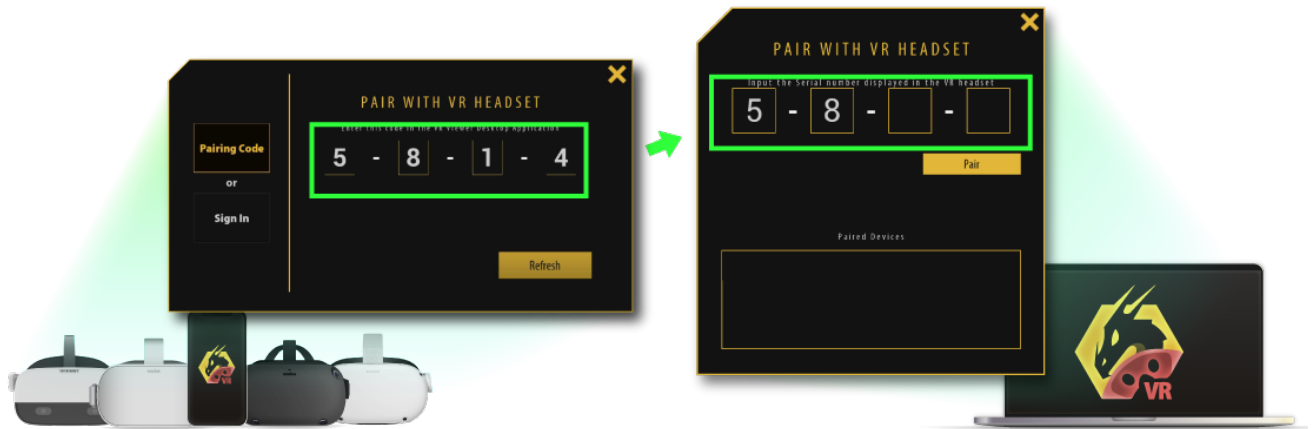 PAIR WITH VR HEADSET
Enter this code in the VR Viewer Desktop Application
5 - 8 - 1 - 4
Pairing Code
or
Sign In
Refresh
PAIR WITH VR HEADSET
Input the Serial number displayed in the VR headset
5 - 8 - -
Pair
Paired Devices
VR
VR